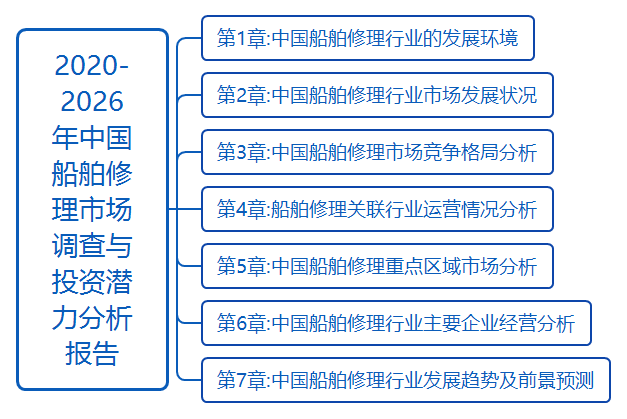 2020-
2026
年中国
船舶修
理市场
调查与
投资潜
力分析
报告
第1章:中国船舶修理行业的发展环境
第2章:中国船舶修理行业市场发展状况
第3章:中国船舶修理市场竞争格局分析
第4章:船舶修理关联行业运营情况分析
第5章:中国船舶修理重点区域市场分析
第6章:中国船舶修理行业主要企业经营分析
第7章:中国船舶修理行业发展趋势及前景预测